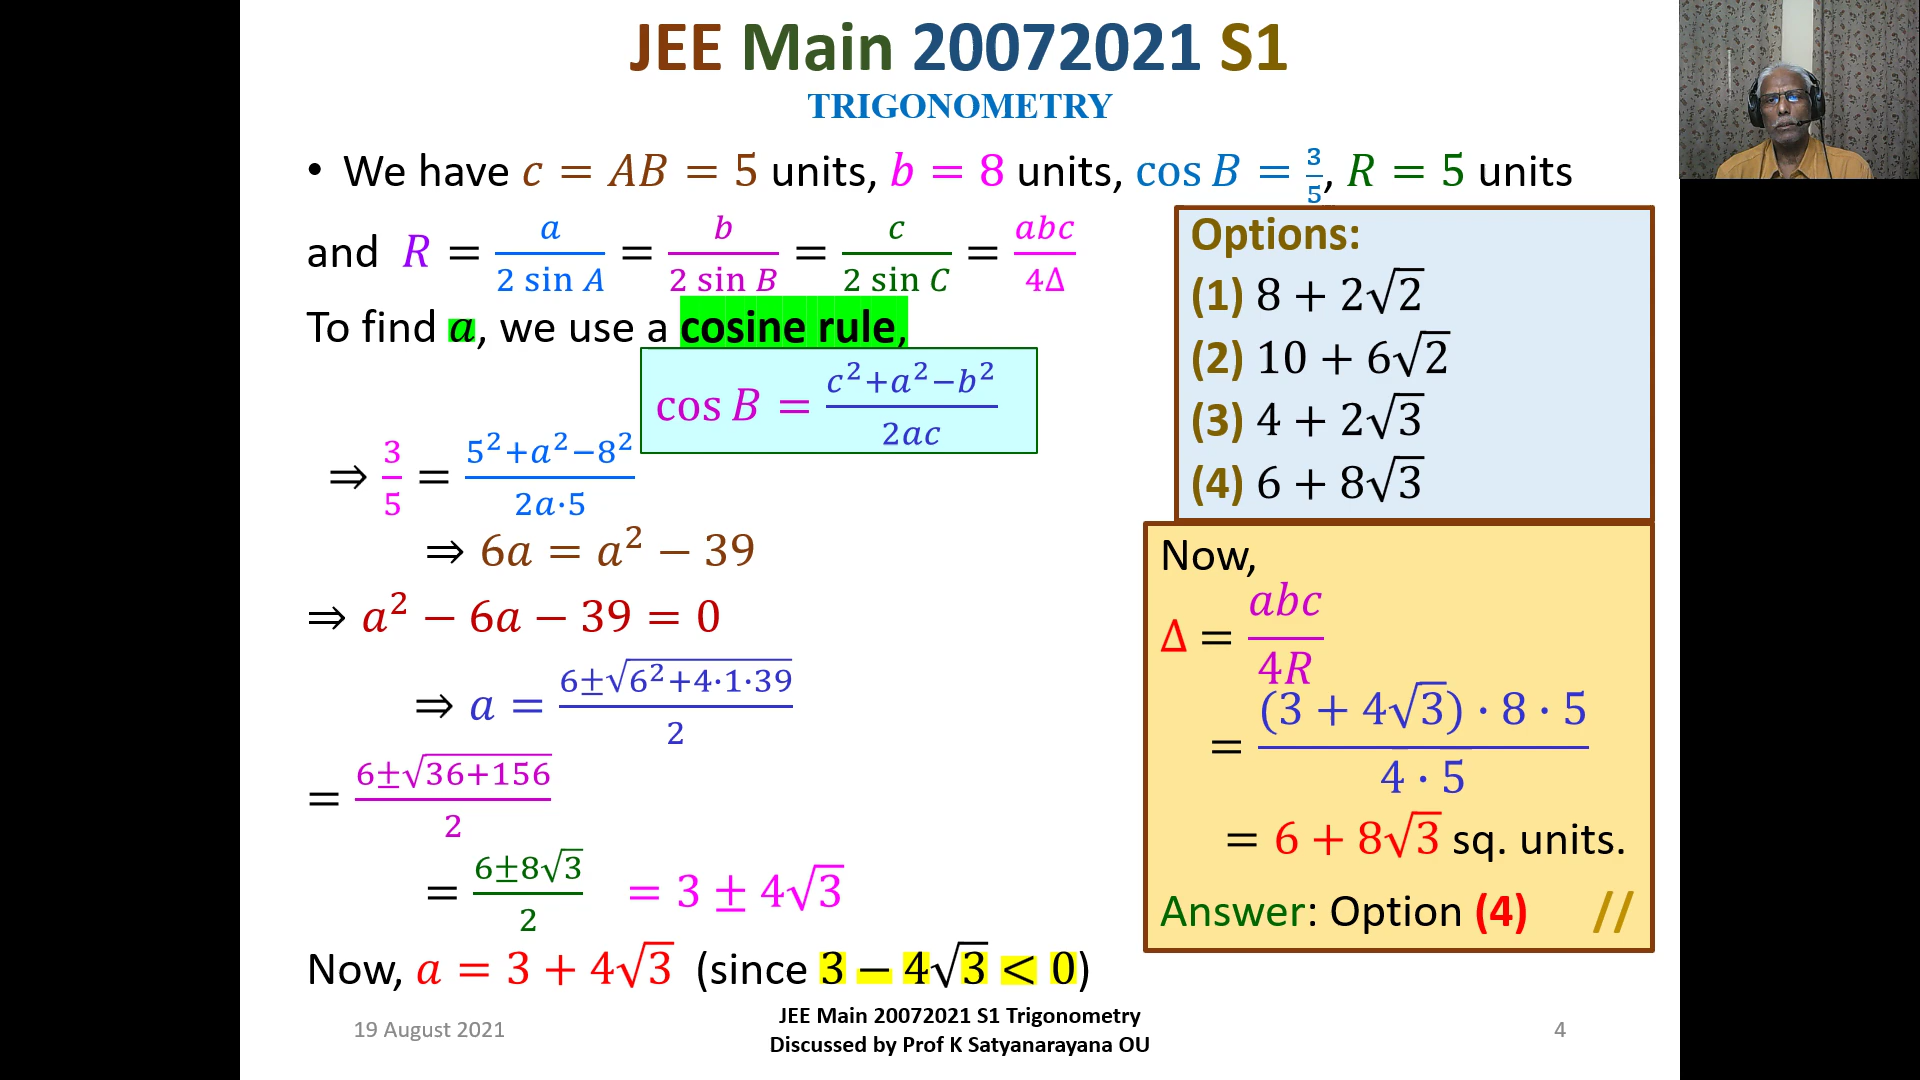 JEE Main 20072021 S1
TRIGONOMETRY
• We have c = AB = 5 units, b = 8 units, cos B = 3/5, R = 5 units
and R = a/(2 sin A) = b/(2 sin B) = c/(2 sin C) = abc/4Δ
To find a, we use a cosine rule,
cos B = (c²+a²−b²)/2ac
⇒ 3/5 = (5²+a²−8²)/(2a·5)
⇒ 6a = a² − 39
⇒ a² − 6a − 39 = 0
⇒ a = (6±√(6²+4·1·39))/2
= (6±√(36+156))/2
= (6±8√3)/2 = 3 ± 4√3
Now, a = 3 + 4√3 (since 3 − 4√3 < 0)
Options:
(1) 8 + 2√2
(2) 10 + 6√2
(3) 4 + 2√3
(4) 6 + 8√3
Now,
Δ = abc/4R
= ((3 + 4√3) · 8 · 5)/(4 · 5)
= 6 + 8√3 sq. units.
Answer: Option (4) //
19 August 2021
JEE Main 20072021 S1 Trigonometry
Discussed by Prof K Satyanarayana OU
4